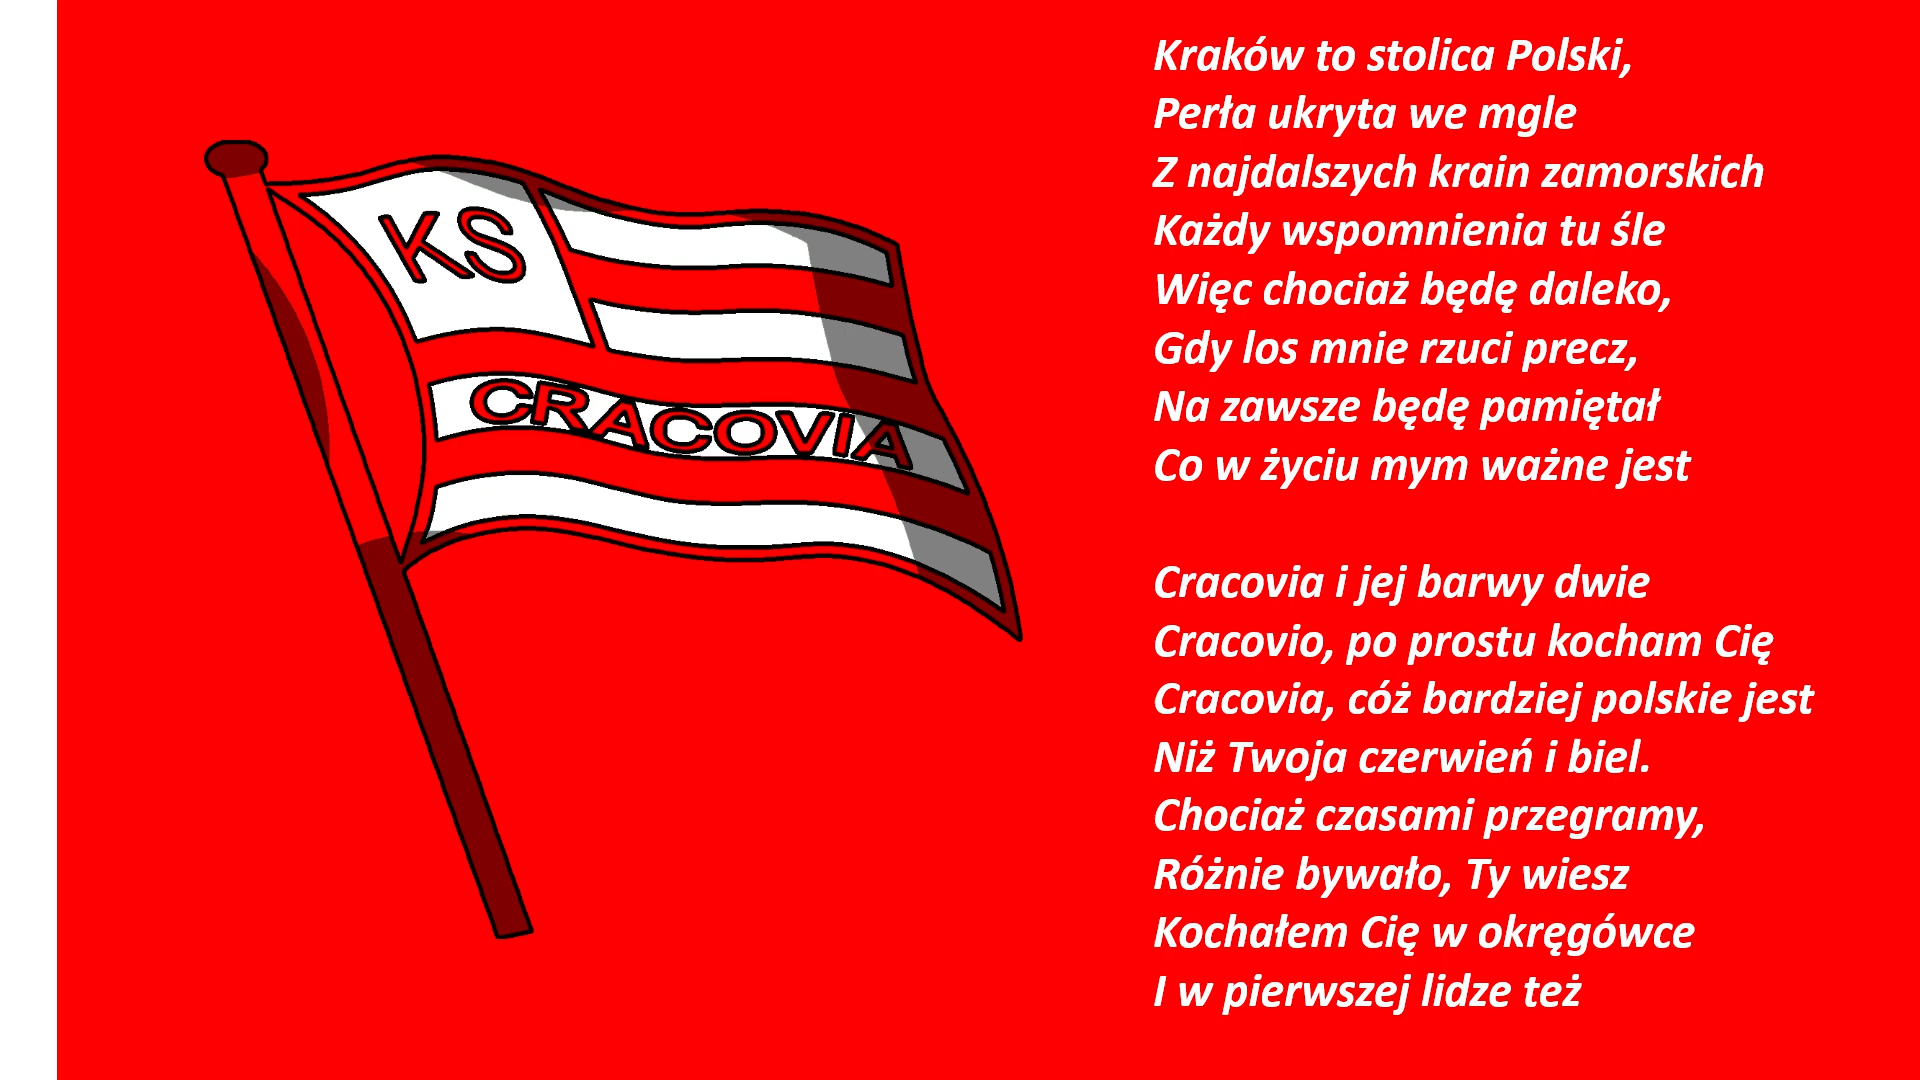 KS
CRACOVIA
Kraków to stolica Polski,
Perła ukryta we mgle
Z najdalszych krain zamorskich
Każdy wspomnienia tu śle
Więc chociaż będę daleko,
Gdy los mnie rzuci precz,
Na zawsze będę pamiętał
Co w życiu mym ważne jest
Cracovia i jej barwy dwie
Cracovio, po prostu kocham Cię
Cracovia, cóż bardziej polskie jest
Niż Twoja czerwień i biel.
Chociaż czasami przegramy,
Różnie bywało, Ty wiesz
Kochałem Cię w okręgówce
I w pierwszej lidze też